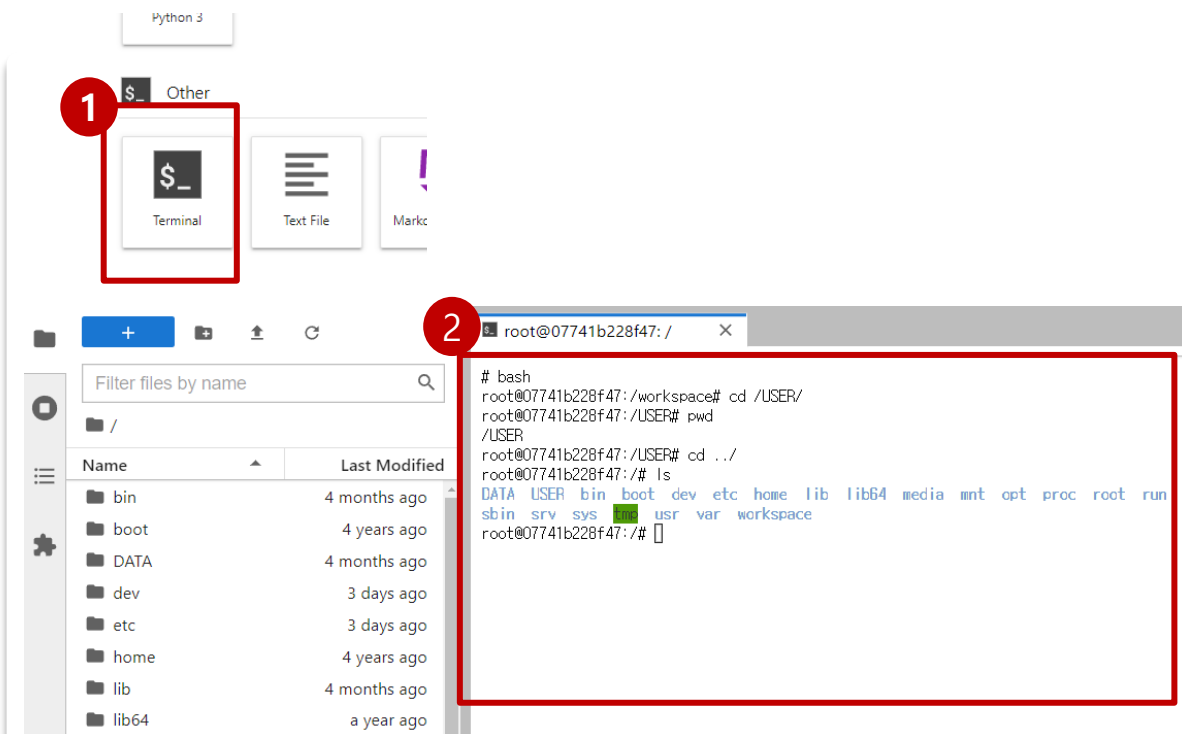 Python 3
$_ Other
1
$_
Terminal
Text File
Markc
+
2
$_ root@07741b228f47: /
Filter files by name
/
Name Last Modified
bin 4 months ago
boot 4 years ago
DATA 4 months ago
dev 3 days ago
etc 3 days ago
home 4 years ago
lib 4 months ago
lib64 a year ago
# bash
root@07741b228f47:/workspace# cd /USER/
root@07741b228f47:/USER# pwd
/USER
root@07741b228f47:/USER# cd ../
root@07741b228f47:/# ls
DATA USER bin boot dev etc home lib lib64 media mnt opt proc root run
sbin srv sys tmp usr var workspace
root@07741b228f47:/#